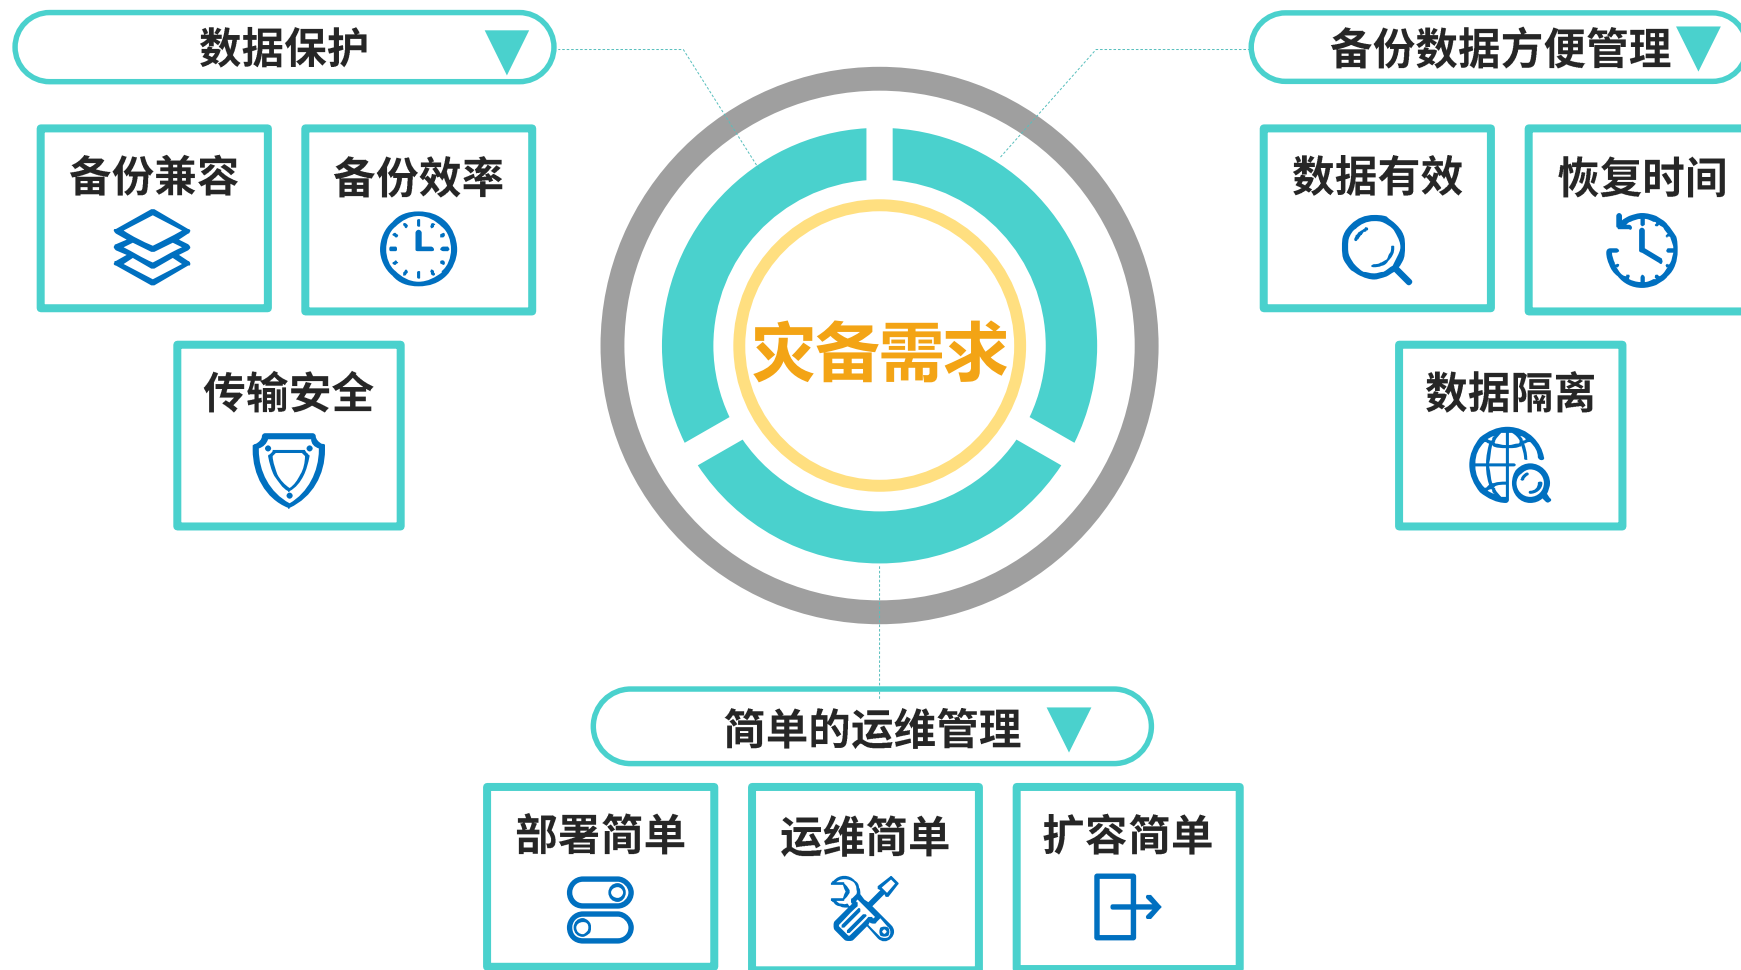 数据保护
备份兼容
备份效率
传输安全
灾备需求
备份数据方便管理
数据有效
恢复时间
数据隔离
简单的运维管理
部署简单
运维简单
扩容简单